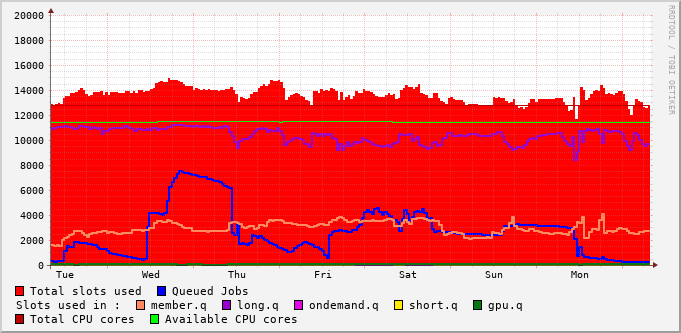 RRDTOOL / TOBI OETIKER
20000
18000
16000
14000
12000
10000
8000
6000
4000
2000
0
Tue Wed Thu Fri Sat Sun Mon
Total slots used Queued Jobs
Slots used in : member.q long.q ondemand.q short.q gpu.q
Total CPU cores Available CPU cores